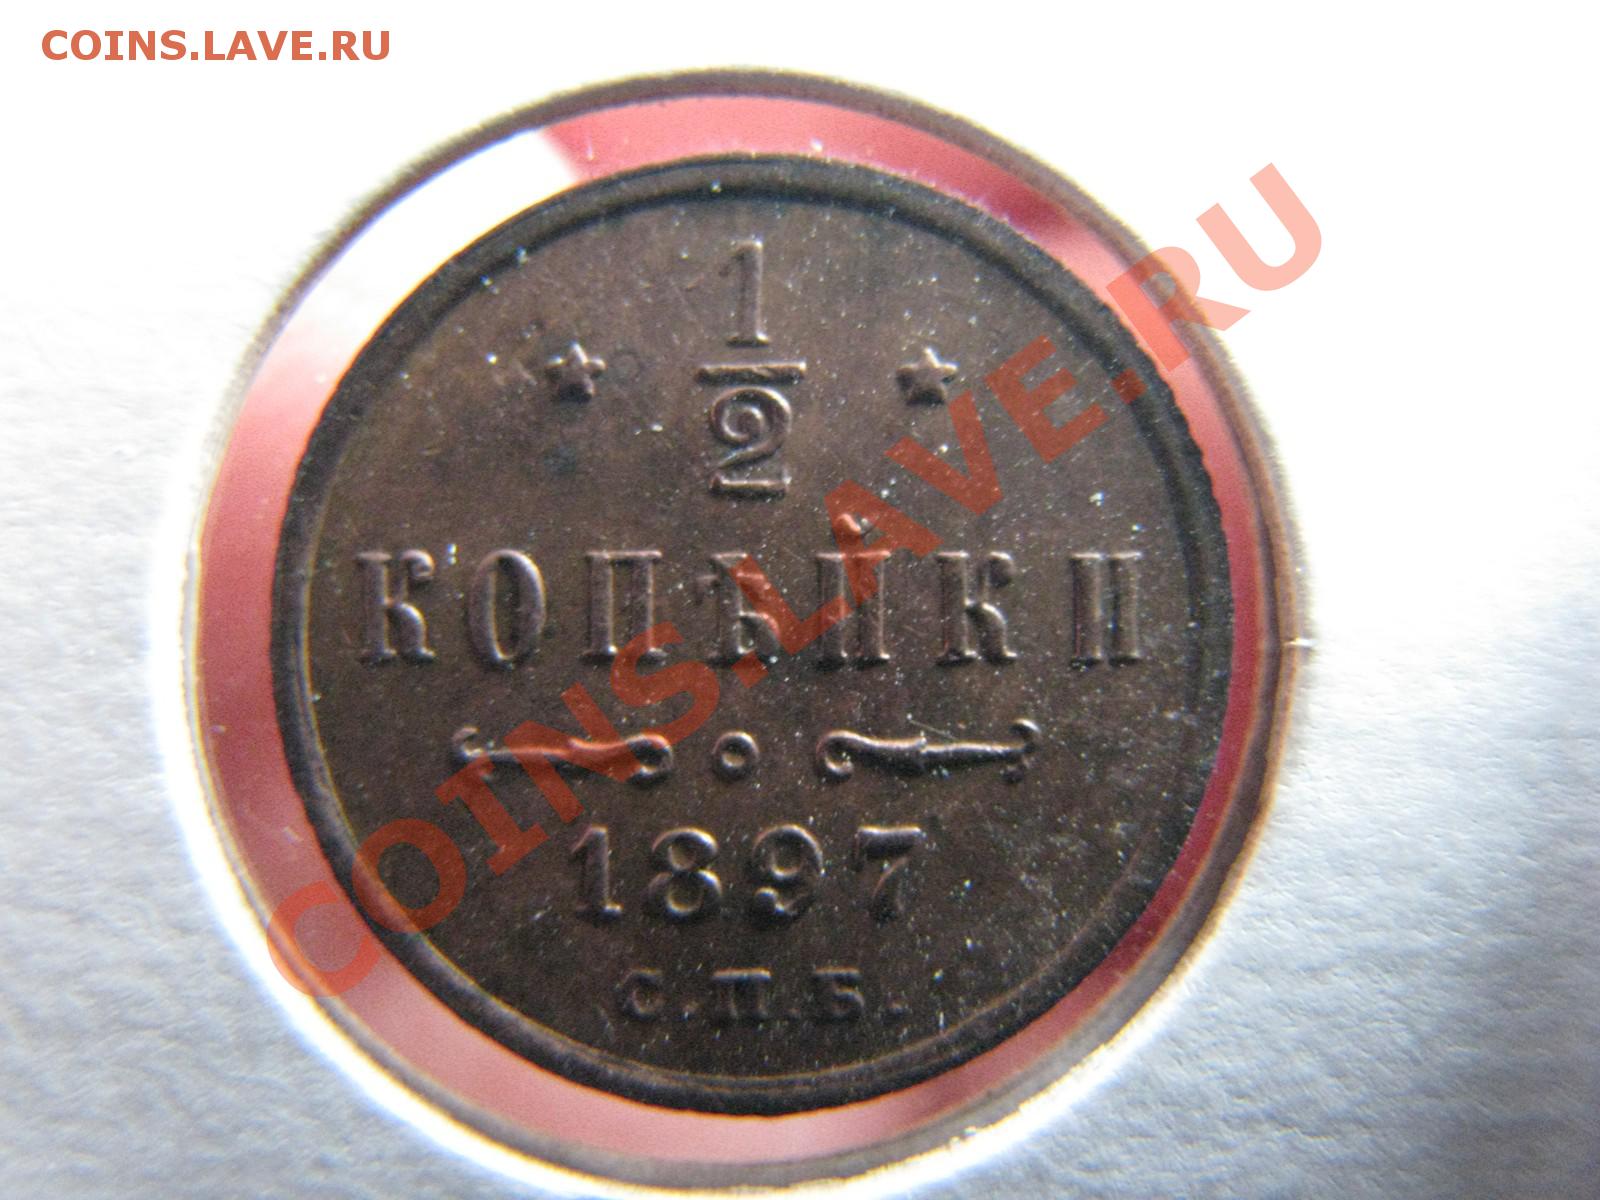 COINS.LAVE.RU
1
2
КОПѢЙКИ
1897
С.П.Б.
COINS.LAVE.RU